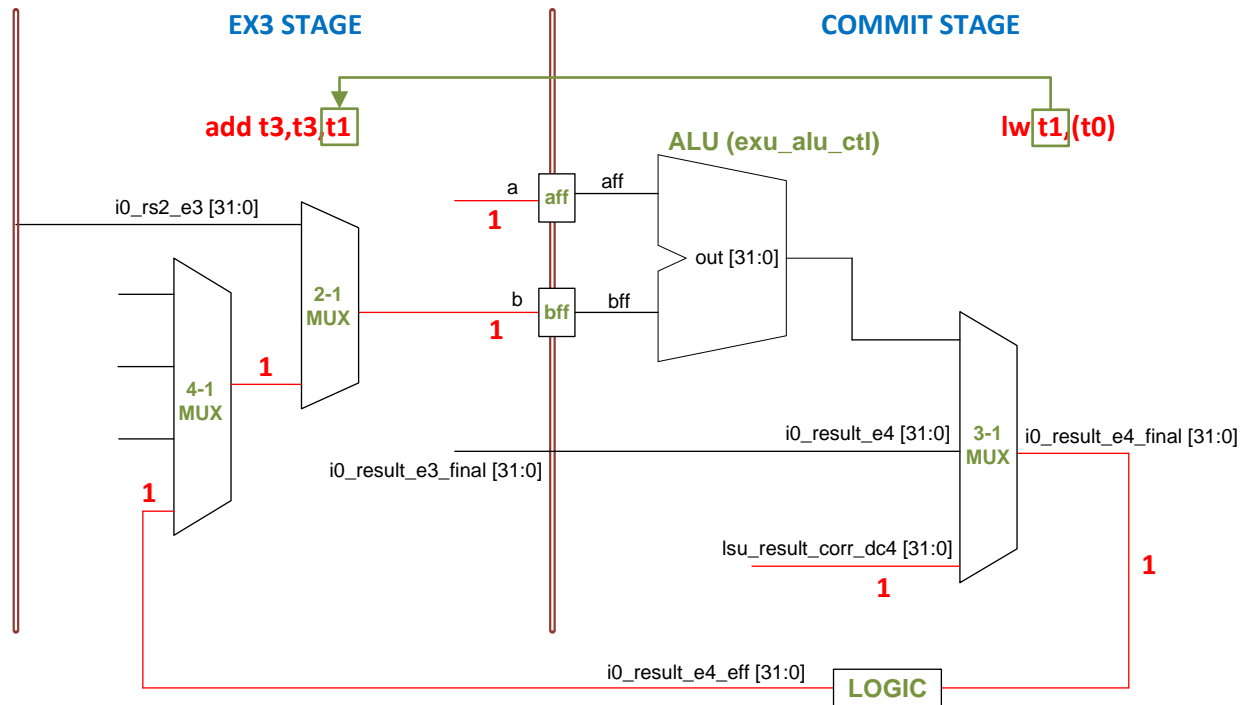 EX3 STAGE
COMMIT STAGE
add t3,t3,t1
lw t1,(t0)
ALU (exu_alu_ctl)
a
aff
aff
1
i0_rs2_e3 [31:0]
out [31:0]
2-1
MUX
b
bff
bff
1
1
4-1
MUX
i0_result_e4 [31:0]
3-1
MUX
i0_result_e4_final [31:0]
i0_result_e3_final [31:0]
1
lsu_result_corr_dc4 [31:0]
1
1
i0_result_e4_eff [31:0]
LOGIC